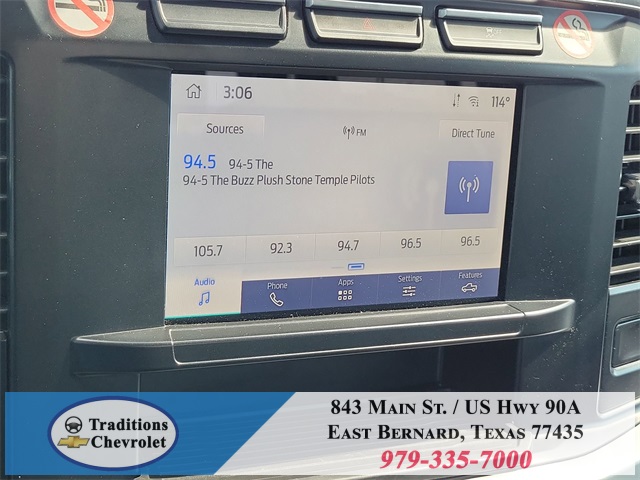 3:06
114°
Sources
FM
Direct Tune
94.5 94-5 The
94-5 The Buzz Plush Stone Temple Pilots
105.7 92.3 94.7 96.5 96.5
Audio Phone Apps Settings Features
Traditions
Chevrolet
843 Main St. / US Hwy 90A
East Bernard, Texas 77435
979-335-7000